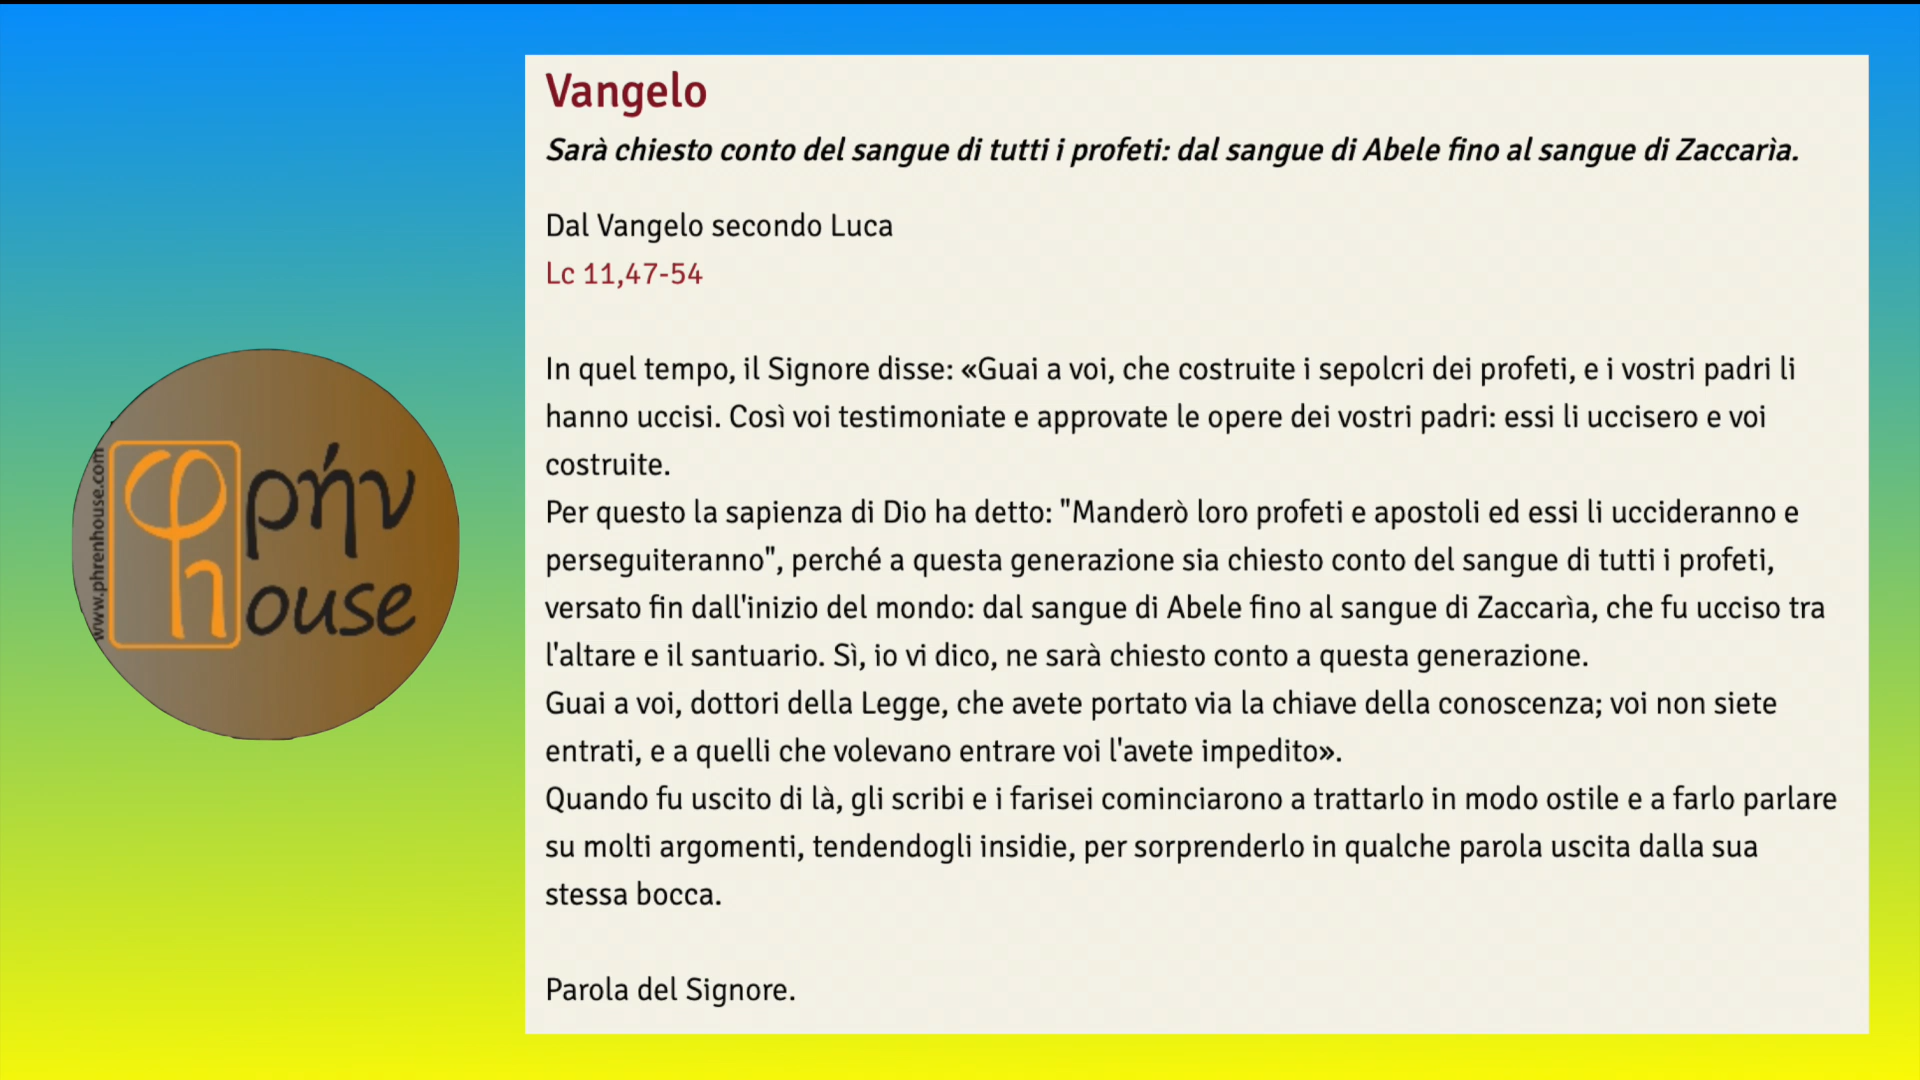 www.phrenhouse.com
φρήν
house
Vangelo
Sarà chiesto conto del sangue di tutti i profeti: dal sangue di Abele fino al sangue di Zaccarìa.
Dal Vangelo secondo Luca
Lc 11,47-54
In quel tempo, il Signore disse: «Guai a voi, che costruite i sepolcri dei profeti, e i vostri padri li
hanno uccisi. Così voi testimoniate e approvate le opere dei vostri padri: essi li uccisero e voi
costruite.
Per questo la sapienza di Dio ha detto: "Manderò loro profeti e apostoli ed essi li uccideranno e
perseguiteranno", perché a questa generazione sia chiesto conto del sangue di tutti i profeti,
versato fin dall'inizio del mondo: dal sangue di Abele fino al sangue di Zaccarìa, che fu ucciso tra
l'altare e il santuario. Sì, io vi dico, ne sarà chiesto conto a questa generazione.
Guai a voi, dottori della Legge, che avete portato via la chiave della conoscenza; voi non siete
entrati, e a quelli che volevano entrare voi l'avete impedito».
Quando fu uscito di là, gli scribi e i farisei cominciarono a trattarlo in modo ostile e a farlo parlare
su molti argomenti, tendendogli insidie, per sorprenderlo in qualche parola uscita dalla sua
stessa bocca.
Parola del Signore.